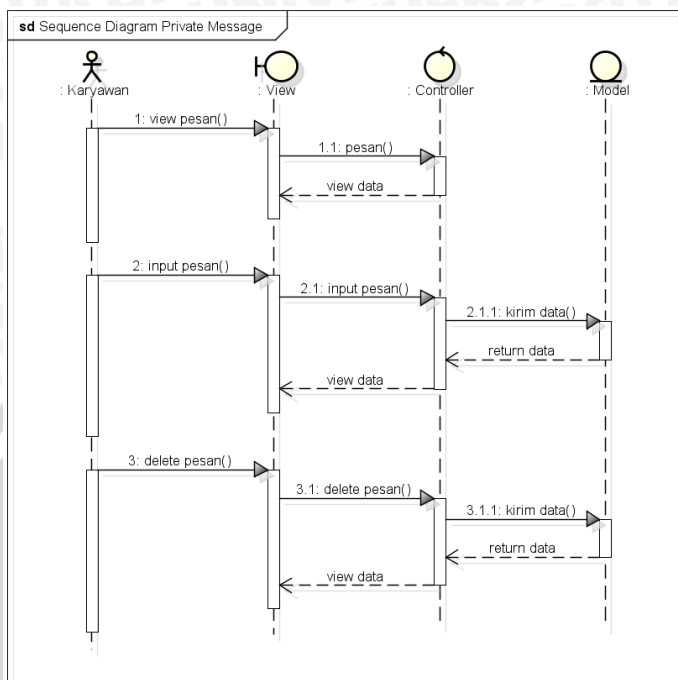 sd Sequence Diagram Private Message
: Karyawan
: View
: Controller
: Model
1: view pesan()
1.1: pesan()
view data
2: input pesan()
2.1: input pesan()
2.1.1: kirim data()
return data
view data
3: delete pesan()
3.1: delete pesan()
3.1.1: kirim data()
return data
view data